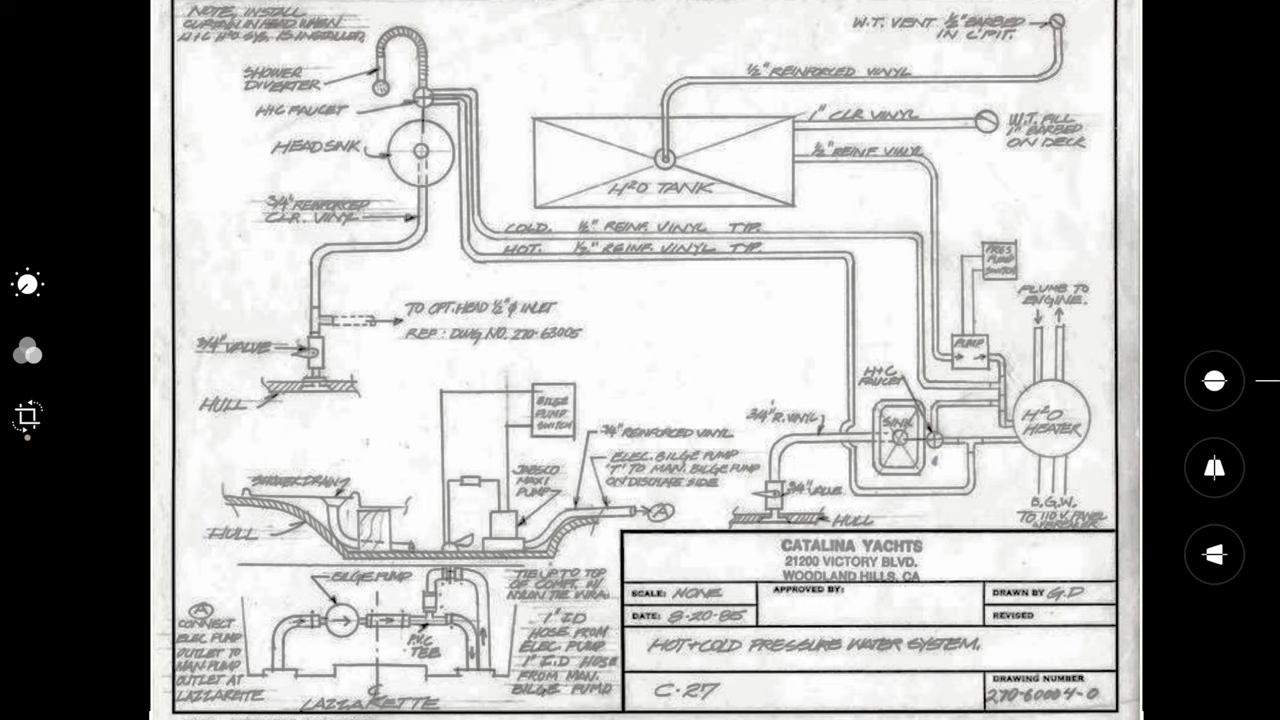 NOTE: INSTALL
CURTAIN IN HEAD WHEN
H+C H²O SYS. IS INSTALLED.
W.T. VENT ½" BARBED
IN C'PIT.
SHOWER
DIVERTER
½" REINFORCED VINYL
H+C FAUCET
1" CLR VINYL
W.T. FILL
1" BARBED
ON DECK
HEAD SINK
½" REINF. VINYL
H²O TANK
3/4" REINFORCED
CLR. VINYL
COLD. ½" REINF. VINYL TYP.
HOT. ½" REINF. VINYL TYP.
PRES
PUMP
SWITCH
PLUMB TO
ENGINE.
TO OPT. HEAD ½" ⌀ INLET
REF: DWG NO. 270-63005
3/4" VALVE
PUMP
HULL
H+C
FAUCET
BILGE
PUMP
SWITCH
3/4" R. VINYL
SINK
H²O
HEATER
3/4" REINFORCED VINYL
ELEC. BILGE PUMP
'T' TO MAN. BILGE PUMP
ON DISCHARGE SIDE
JABSCO
MAXI
PUMP
SHOWER DRAIN
3/4" VALVE
HULL
A
HULL
B.G.W.
TO 110 V. PANEL
BILGE PUMP
TIE UP TO TOP
OF COMPT. W/
NYLON TIE WRAP
A
CONNECT
ELEC PUMP
OUTLET TO
MAN. PUMP
OUTLET AT
LAZZARETTE
P.V.C
TEE
1" I.D
HOSE FROM
ELEC. PUMP
1" I.D HOSE
FROM MAN.
BILGE PUMP
LAZZARETTE
CATALINA YACHTS
21200 VICTORY BLVD.
WOODLAND HILLS, CA
SCALE: NONE
APPROVED BY:
DRAWN BY G.D
DATE: 8-20-85
REVISED
HOT+COLD PRESSURE WATER SYSTEM.
C-27
DRAWING NUMBER
270-60004-0